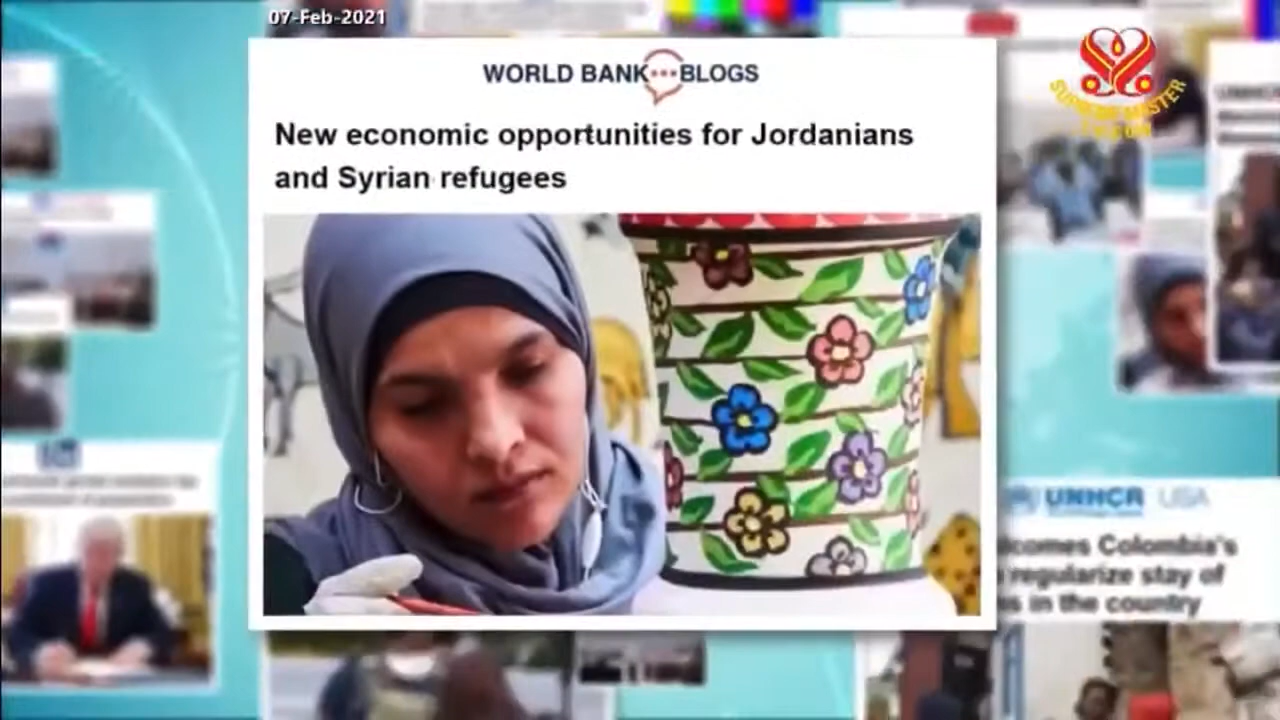 07-Feb-2021
WORLD BANK BLOGS
New economic opportunities for Jordanians
and Syrian refugees
SUPREME MASTER
UNHCR USA
Colombia's
regularize stay of
in the country